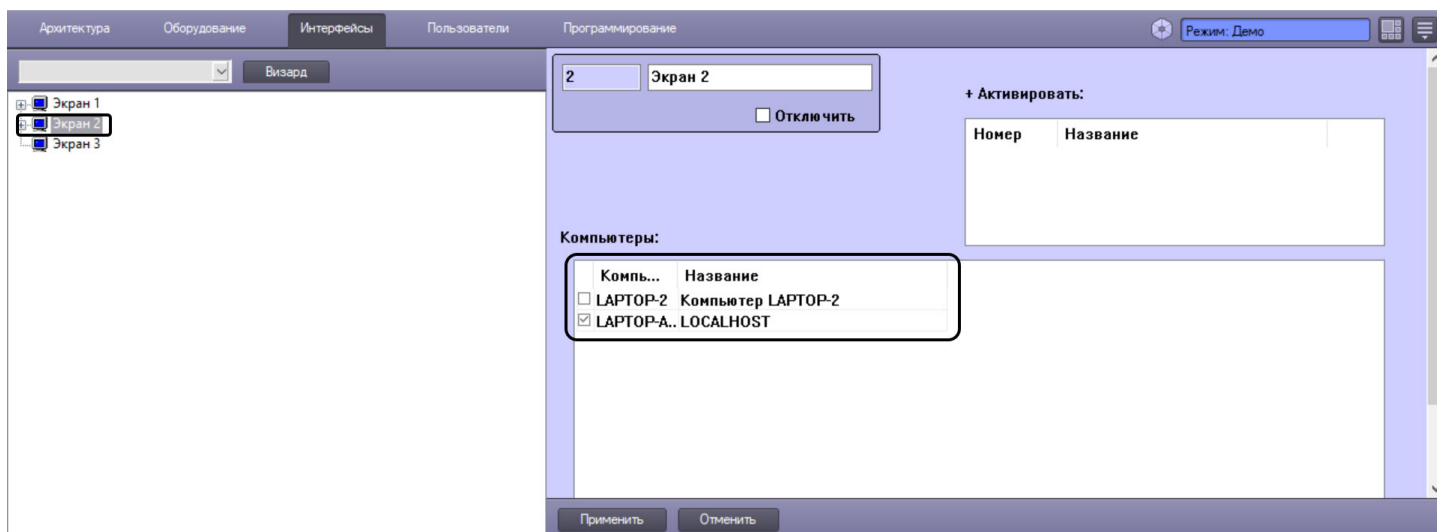 Архитектура Оборудование Интерфейсы Пользователи Программирование Режим: Демо
Визард
Экран 1
Экран 2
Экран 3
2 Экран 2
Отключить
+ Активировать:
Номер Название
Компьютеры:
Компь... Название
LAPTOP-2 Компьютер LAPTOP-2
LAPTOP-A.. LOCALHOST
Применить Отменить